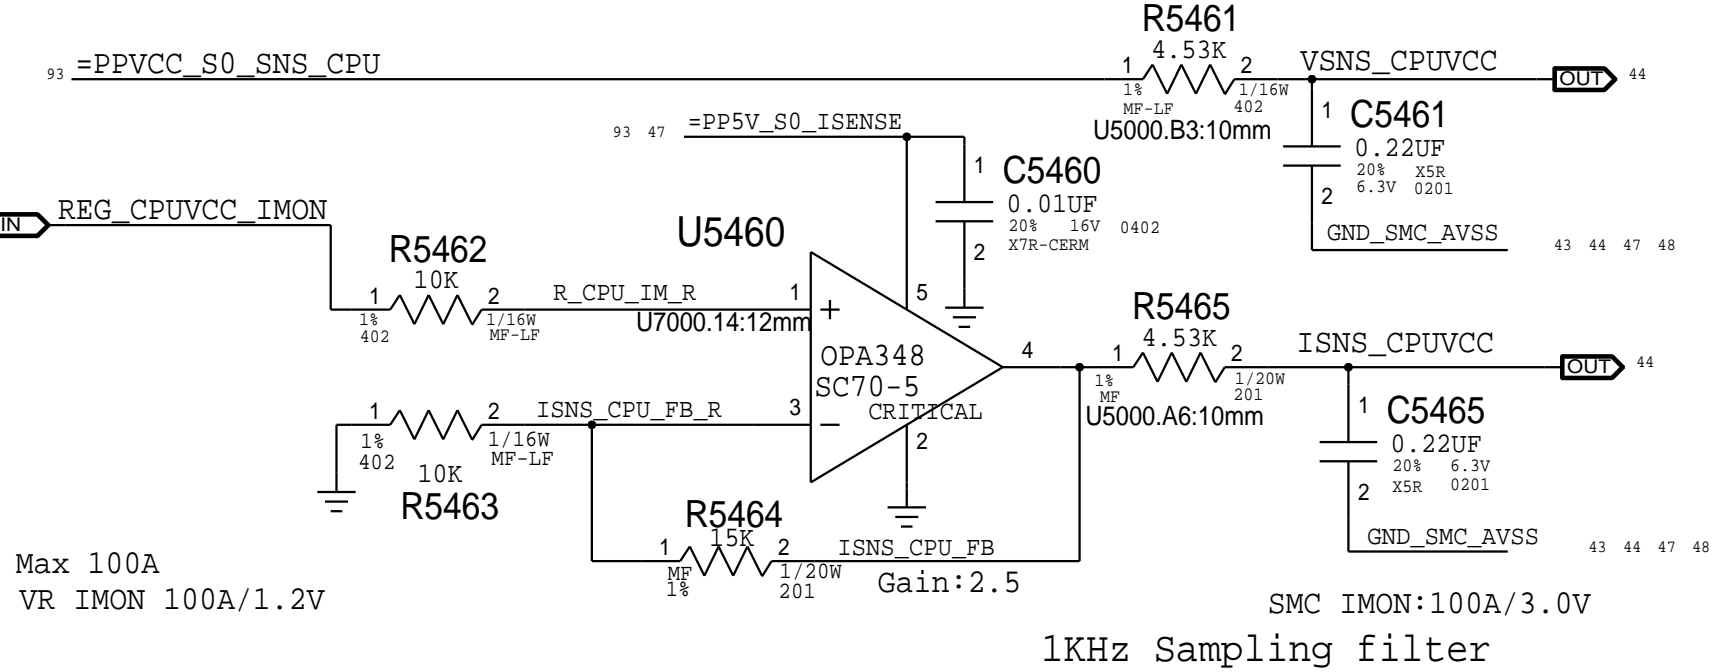 R5461
4.53K
93 =PPVCC_S0_SNS_CPU
1 2
VSNS_CPUVCC
OUT 44
1% 1/16W
MF-LF 402
U5000.B3:10mm
93 47 =PP5V_S0_ISENSE
1 C5461
0.22UF
20% X5R
6.3V 0201
2
GND_SMC_AVSS
43 44 47 48
1 C5460
0.01UF
20% 16V 0402
X7R-CERM
2
IN REG_CPUVCC_IMON
U5460
R5462
10K
1 2
1% 1/16W
402 MF-LF
R_CPU_IM_R
U7000.14:12mm
1 + 5
OPA348
SC70-5
CRITICAL
4
3 − 2
R5465
4.53K
1 2
1% 1/20W
MF 201
U5000.A6:10mm
ISNS_CPUVCC
OUT 44
1 C5465
0.22UF
20% 6.3V
X5R 0201
2
GND_SMC_AVSS
43 44 47 48
1 2
ISNS_CPU_FB_R
1% 1/16W
402 MF-LF
10K
R5463
R5464
15K
1 2
MF 1/20W
1% 201
ISNS_CPU_FB
Gain:2.5
Max 100A
VR IMON 100A/1.2V
SMC IMON:100A/3.0V
1KHz Sampling filter